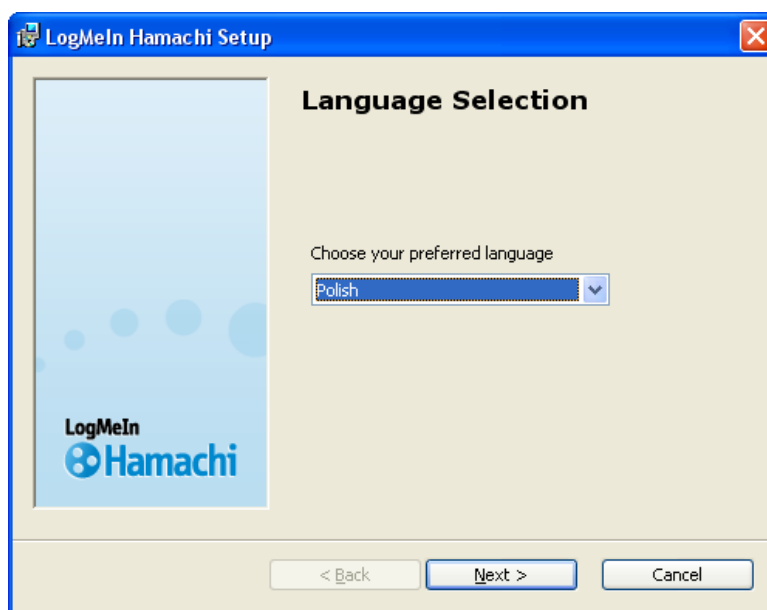 LogMeIn Hamachi Setup
Language Selection
Choose your preferred language
Polish
LogMeIn
Hamachi
< Back
Next >
Cancel